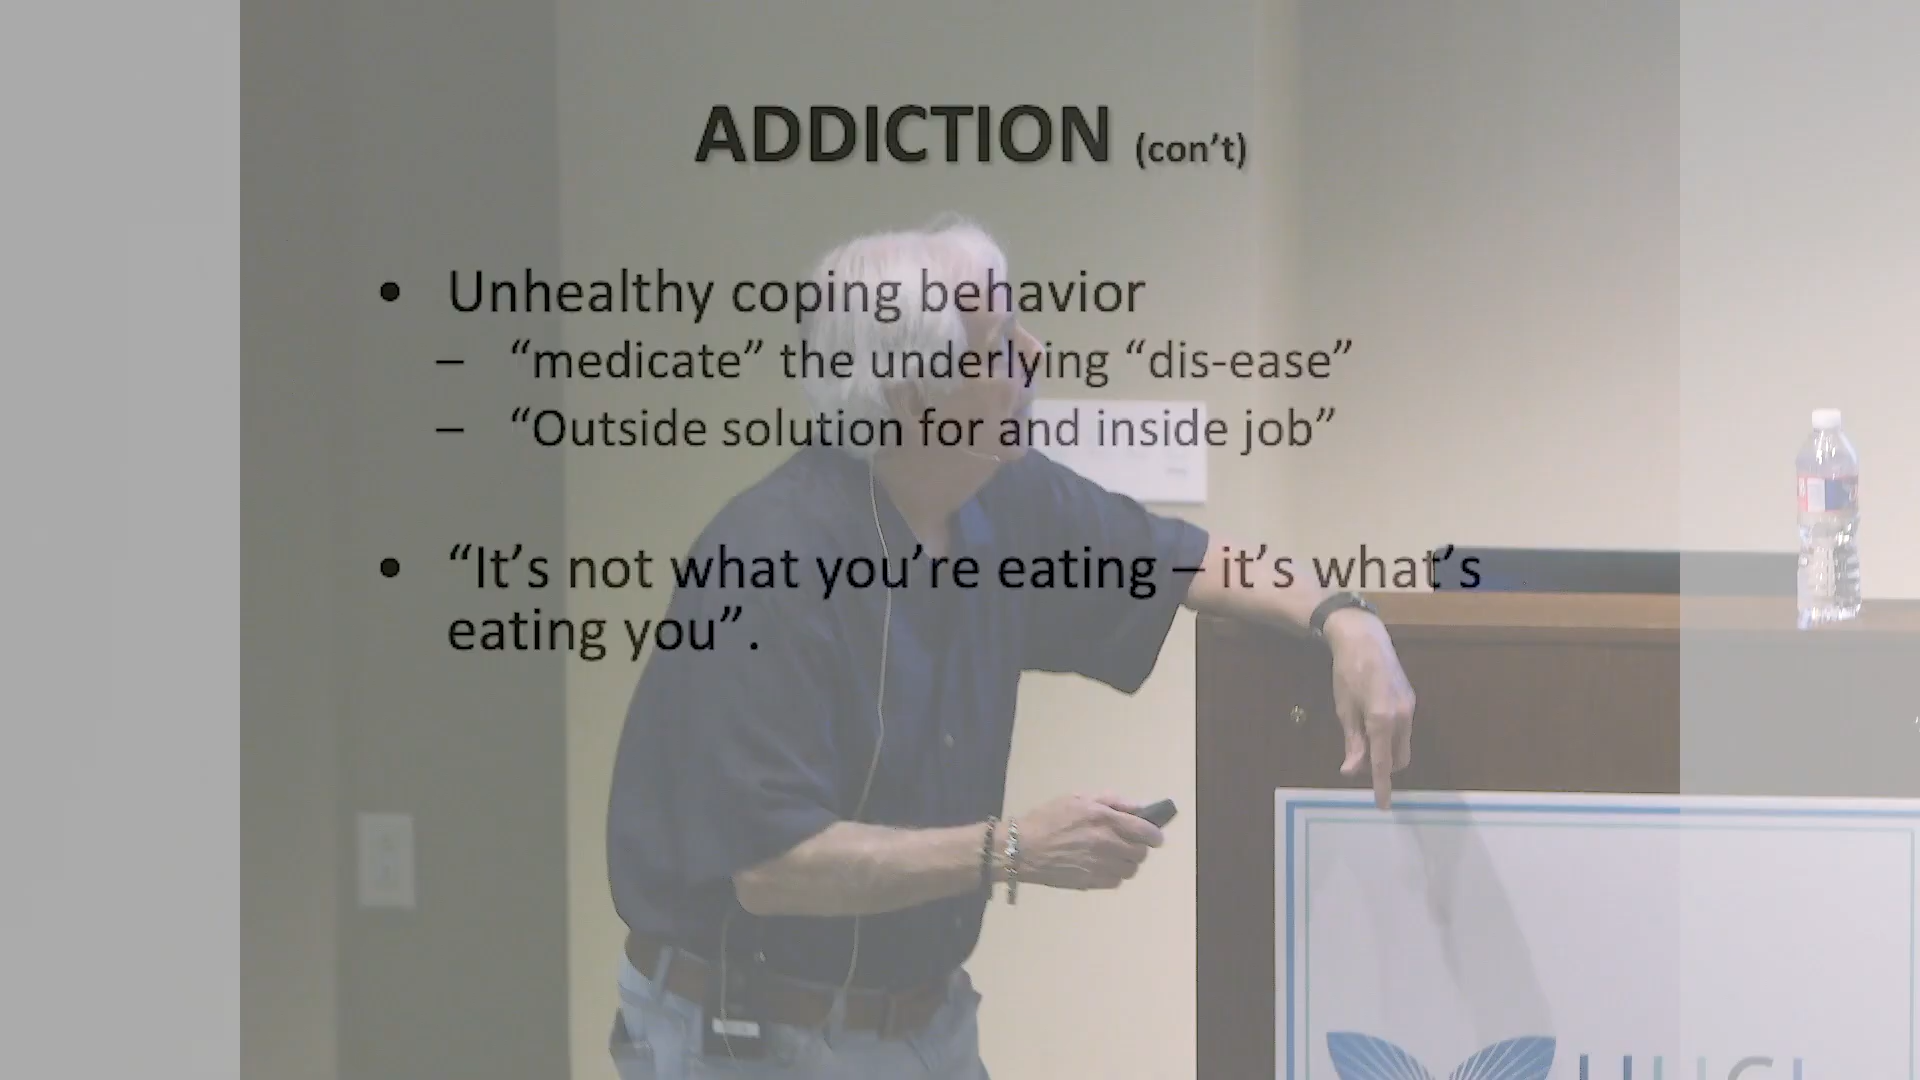 ADDICTION (con’t)
• Unhealthy coping behavior
– “medicate” the underlying “dis-ease”
– “Outside solution for and inside job”
• “It’s not what you’re eating – it’s what’s
eating you”.